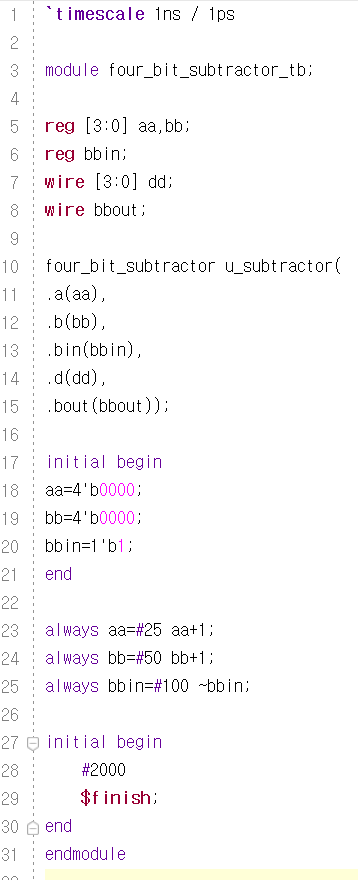 1 `timescale 1ns / 1ps
2
3 module four_bit_subtractor_tb;
4
5 reg [3:0] aa,bb;
6 reg bbin;
7 wire [3:0] dd;
8 wire bbout;
9
10 four_bit_subtractor u_subtractor(
11 .a(aa),
12 .b(bb),
13 .bin(bbin),
14 .d(dd),
15 .bout(bbout));
16
17 initial begin
18 aa=4'b0000;
19 bb=4'b0000;
20 bbin=1'b1;
21 end
22
23 always aa=#25 aa+1;
24 always bb=#50 bb+1;
25 always bbin=#100 ~bbin;
26
27 initial begin
28 #2000
29 $finish;
30 end
31 endmodule